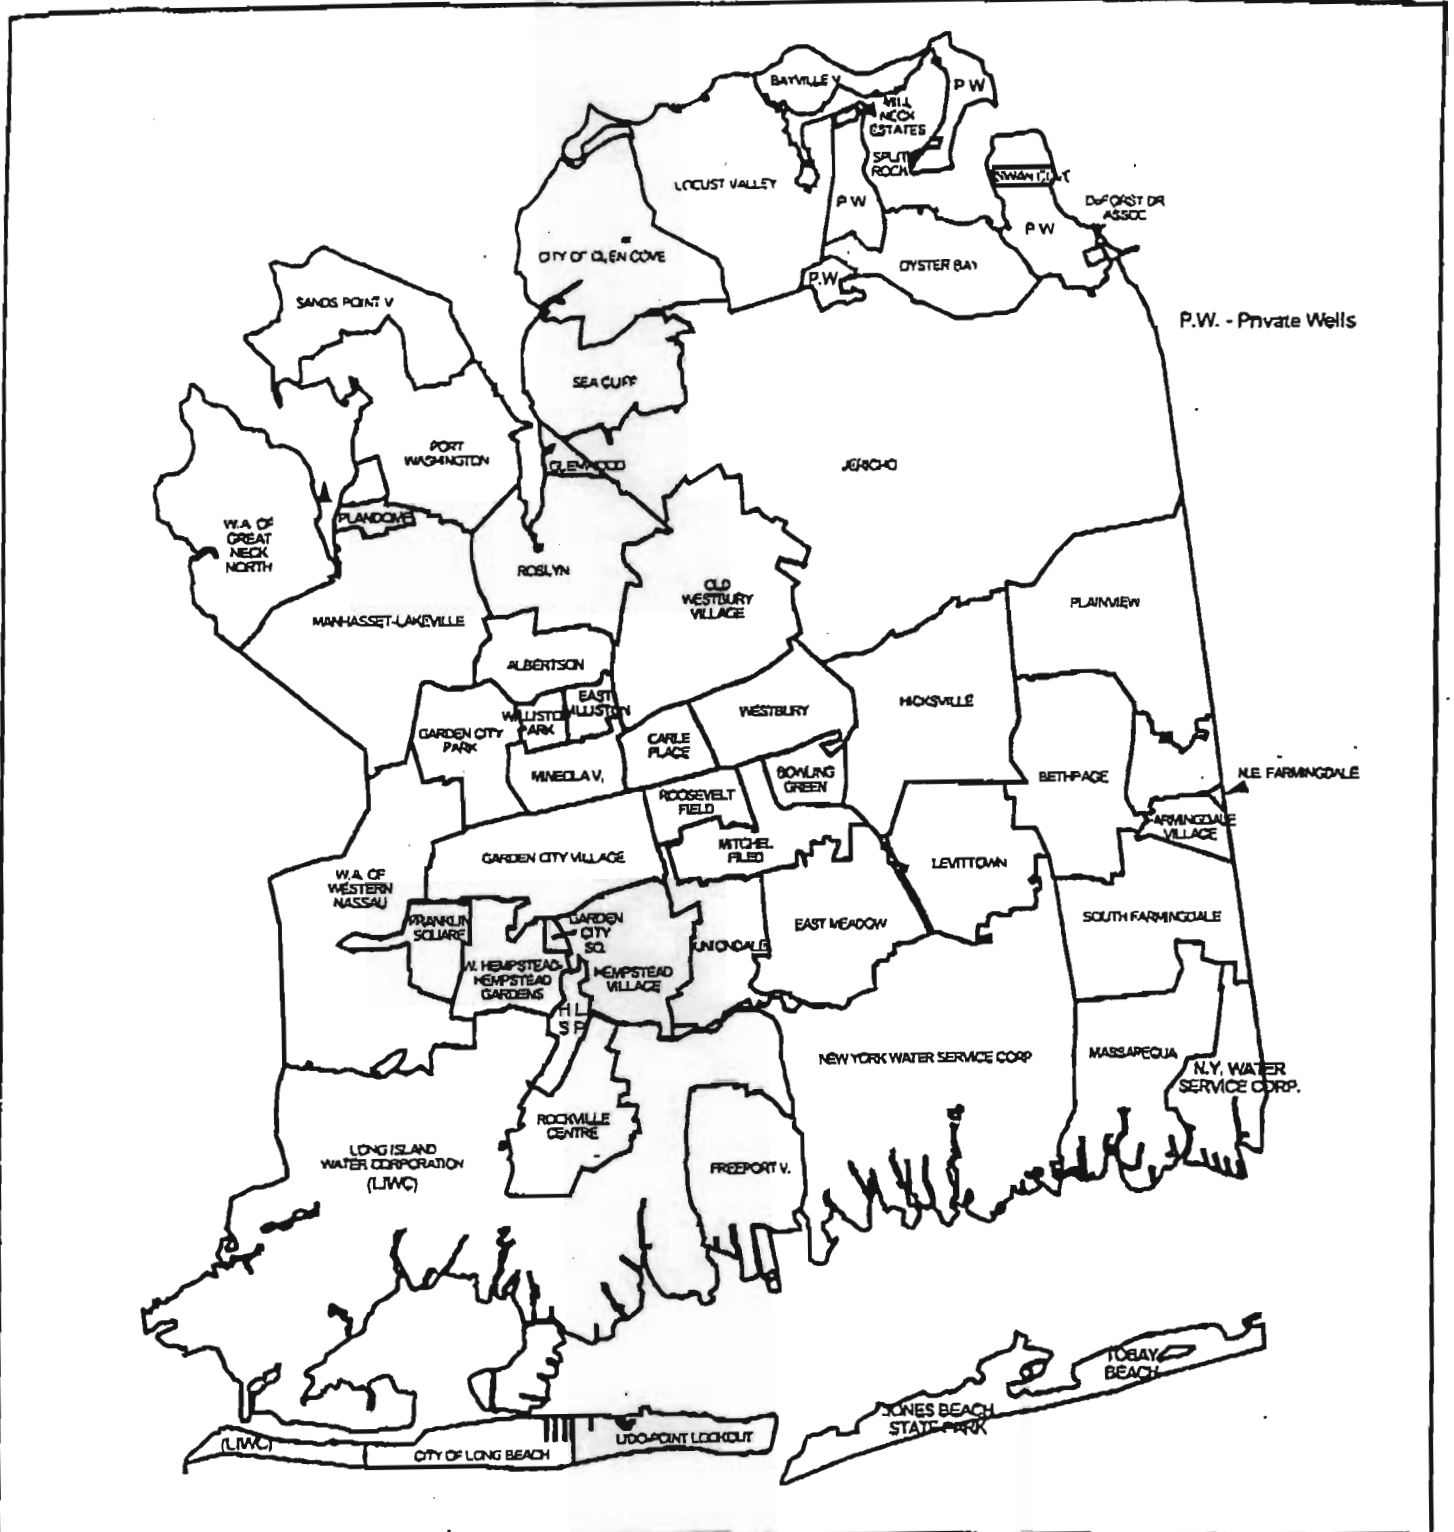 BAYVILLE V
P W
MILL
NECK
ESTATES
SPLIT
ROCK
LOCUST VALLEY
P W
SWAN
DeFORST DR
ASSOC
P W
CITY OF GLEN COVE
OYSTER BAY
P.W.
SANDS POINT V
P.W. - Private Wells
SEA CLIFF
PORT
WASHINGTON
GLENWOOD
JERICHO
PLANDOME
W.A. OF
GREAT
NECK
NORTH
ROSLYN
OLD
WESTBURY
VILLAGE
PLAINVIEW
MANHASSET-LAKEVILLE
ALBERTSON
EAST
WILLISTON
WILLISTON
PARK
WESTBURY
HICKSVILLE
GARDEN CITY
PARK
CARLE
PLACE
MINEOLA V.
BOWLING
GREEN
BETHPAGE
N.E. FARMINGDALE
ROOSEVELT
FIELD
FARMINGDALE
VILLAGE
MITCHEL
FILED
GARDEN CITY VILLAGE
LEVITTOWN
W.A. OF
WESTERN
NASSAU
FRANKLIN
SQUARE
GARDEN
CITY
SO.
EAST MEADOW
SOUTH FARMINGDALE
UNIONDALE
W. HEMPSTEAD-
HEMPSTEAD
GARDENS
HEMPSTEAD
VILLAGE
H L
S P
NEW YORK WATER SERVICE CORP
MASSAPEQUA
N.Y. WATER
SERVICE CORP.
ROCKVILLE
CENTRE
LONG ISLAND
WATER CORPORATION
(LIWC)
FREEPORT V.
TOBAY
BEACH
JONES BEACH
STATE PARK
(LIWC)
CITY OF LONG BEACH
LIDO-POINT LOOKOUT